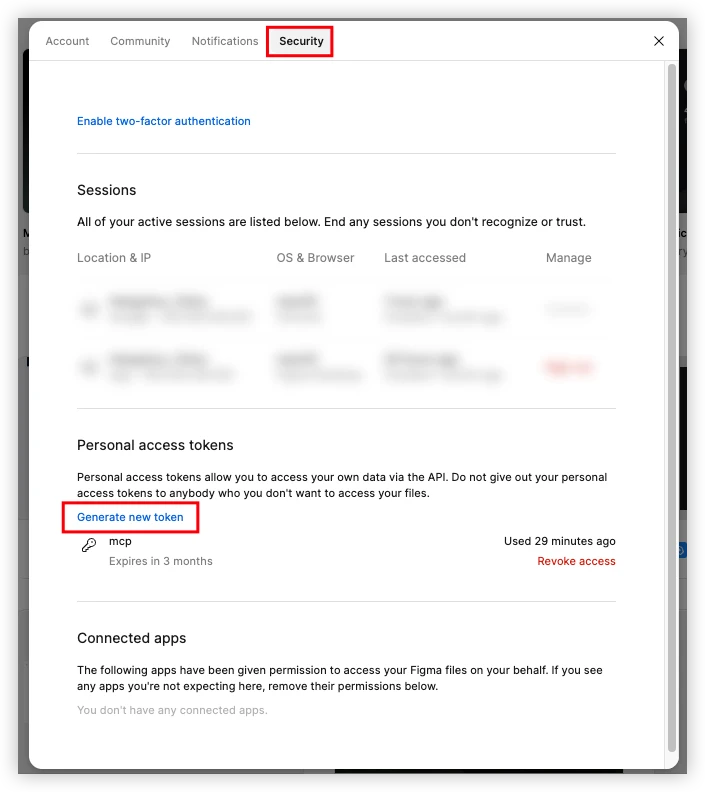 Account Community Notifications Security
Enable two-factor authentication
Sessions
All of your active sessions are listed below. End any sessions you don't recognize or trust.
Location & IP OS & Browser Last accessed Manage
Personal access tokens
Personal access tokens allow you to access your own data via the API. Do not give out your personal
access tokens to anybody who you don't want to access your files.
Generate new token
mcp Used 29 minutes ago
Expires in 3 months Revoke access
Connected apps
The following apps have been given permission to access your Figma files on your behalf. If you see
any apps you're not expecting here, remove their permissions below.
You don't have any connected apps.